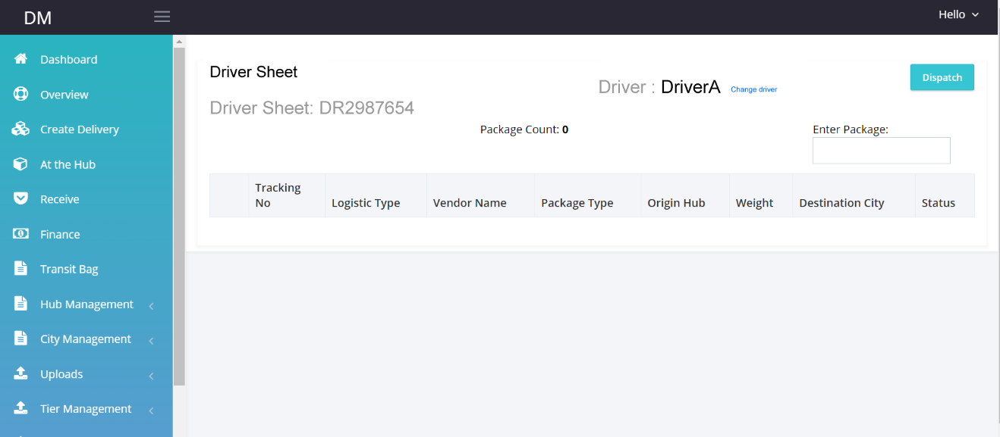 DM
Hello
Dashboard
Overview
Create Delivery
At the Hub
Receive
Finance
Transit Bag
Hub Management
City Management
Uploads
Tier Management
Driver Sheet
Driver : DriverA Change driver
Dispatch
Driver Sheet: DR2987654
Package Count: 0
Enter Package:
Tracking
No
Logistic Type
Vendor Name
Package Type
Origin Hub
Weight
Destination City
Status